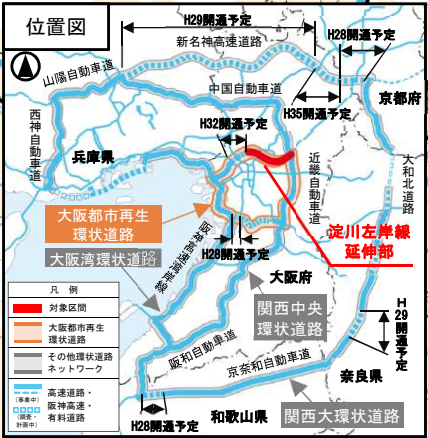 位置図
H29開通予定
新名神高速道路
H28開通予定
山陽自動車道
中国自動車道
H35開通予定
京都府
西神自動車道
兵庫県
H32開通予定
近畿自動車道
大和北道路
大阪都市再生
環状道路
大阪湾環状道路
阪神高速湾岸線
淀川左岸線
延伸部
H28開通予定
大阪府
関西中央
環状道路
H29開通予定
凡 例
対象区間
大阪都市再生
環状道路
その他環状道路
ネットワーク
(事業中)
(調査・
計画中)
高速道路・
阪神高速・
有料道路
阪和自動車道
京奈和自動車道
奈良県
H28開通予定
和歌山県
関西大環状道路